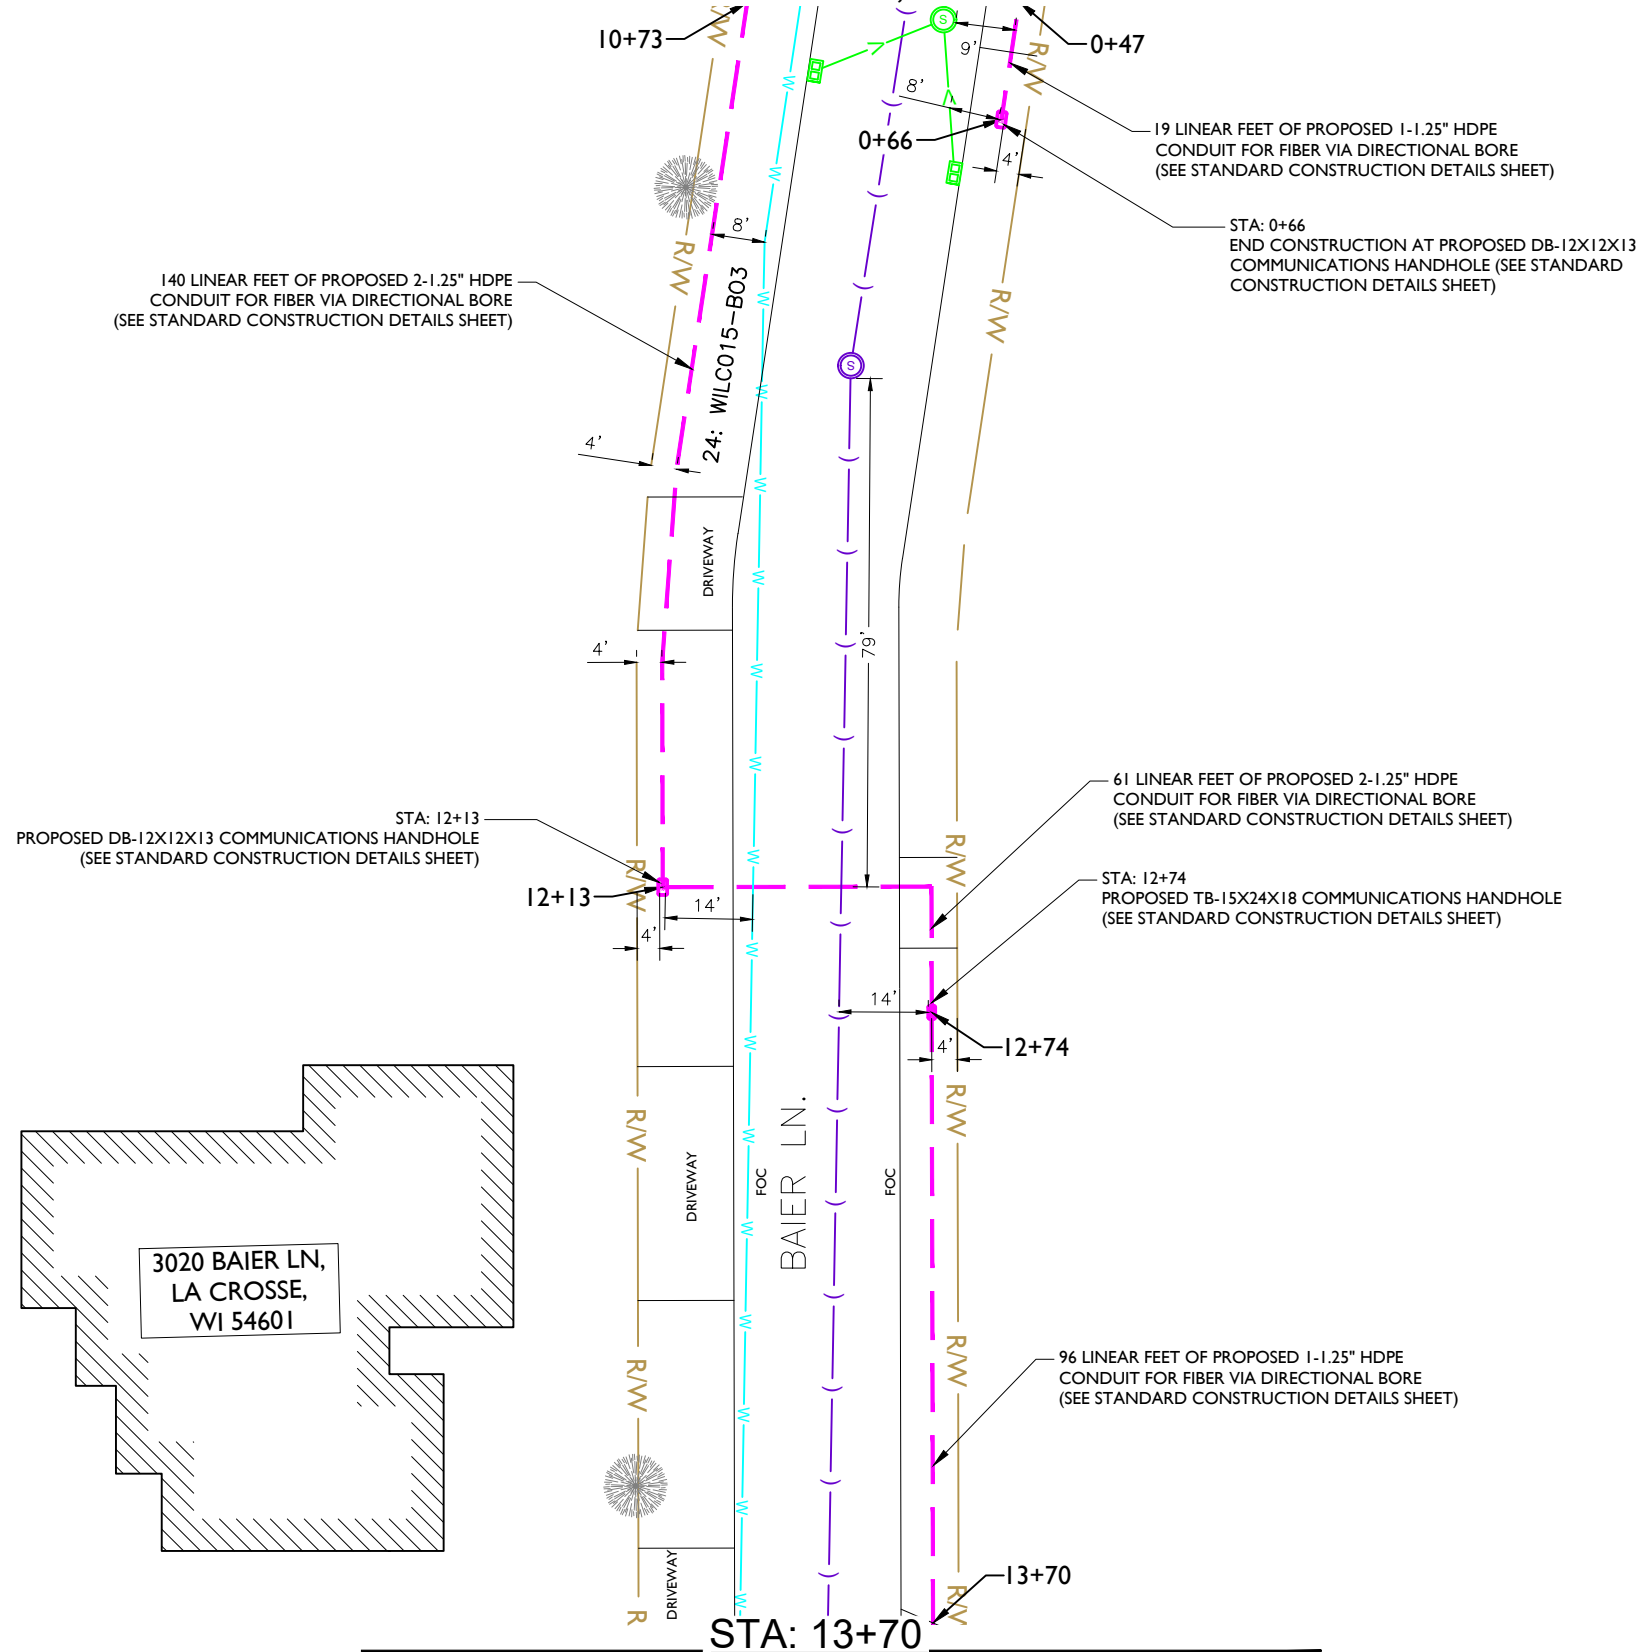 10+73
0+47
9'
8'
0+66
4'
19 LINEAR FEET OF PROPOSED 1-1.25" HDPE
CONDUIT FOR FIBER VIA DIRECTIONAL BORE
(SEE STANDARD CONSTRUCTION DETAILS SHEET)
STA: 0+66
END CONSTRUCTION AT PROPOSED DB-12X12X13
COMMUNICATIONS HANDHOLE (SEE STANDARD
CONSTRUCTION DETAILS SHEET)
S
R/W
R/W
W
W
8'
R/W
R/W
140 LINEAR FEET OF PROPOSED 2-1.25" HDPE
CONDUIT FOR FIBER VIA DIRECTIONAL BORE
(SEE STANDARD CONSTRUCTION DETAILS SHEET)
24: WILC015-B03
W
S
W
4'
W
DRIVEWAY
W
79'
4'
W
W
61 LINEAR FEET OF PROPOSED 2-1.25" HDPE
CONDUIT FOR FIBER VIA DIRECTIONAL BORE
(SEE STANDARD CONSTRUCTION DETAILS SHEET)
STA: 12+13
PROPOSED DB-12X12X13 COMMUNICATIONS HANDHOLE
(SEE STANDARD CONSTRUCTION DETAILS SHEET)
R/W
W
R/W
12+13
14'
4'
STA: 12+74
PROPOSED TB-15X24X18 COMMUNICATIONS HANDHOLE
(SEE STANDARD CONSTRUCTION DETAILS SHEET)
W
14'
12+74
4'
W
R/W
R/W
W
BAIER LN.
DRIVEWAY
FOC
FOC
W
3020 BAIER LN,
LA CROSSE,
WI 54601
W
R/W
R/W
96 LINEAR FEET OF PROPOSED 1-1.25" HDPE
CONDUIT FOR FIBER VIA DIRECTIONAL BORE
(SEE STANDARD CONSTRUCTION DETAILS SHEET)
W
W
13+70
DRIVEWAY
W
R
R/W
STA: 13+70